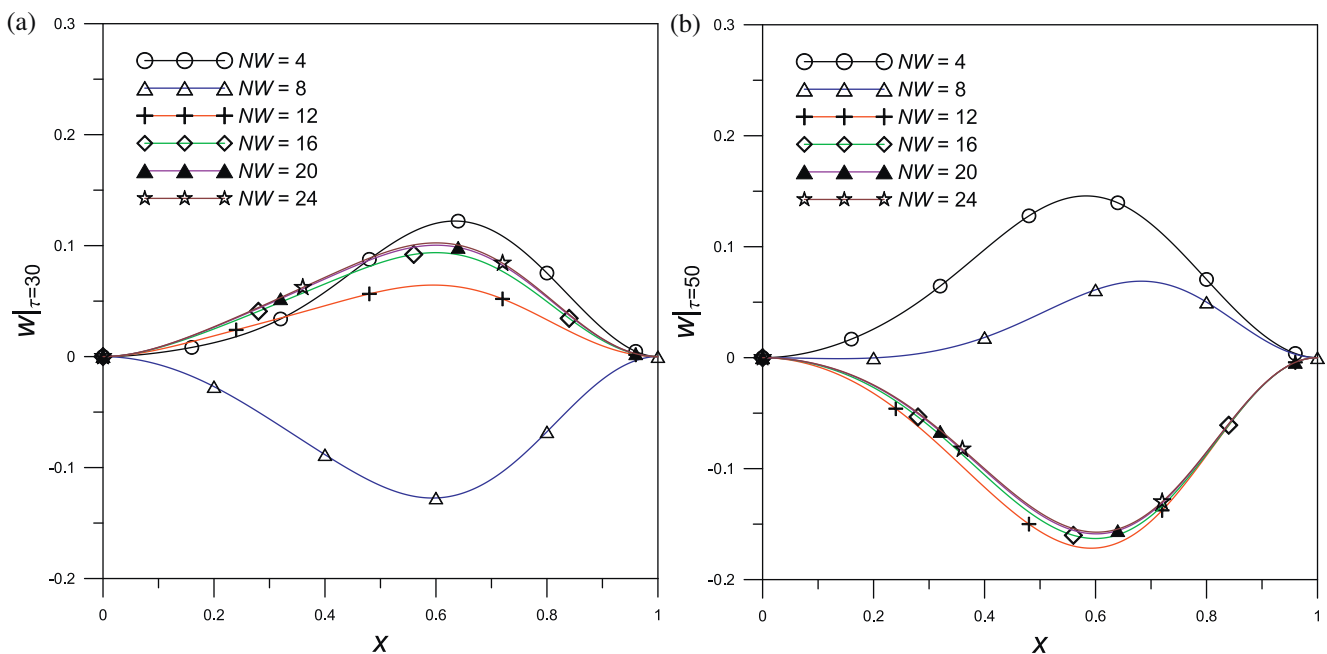 (a)
0.3
0.2
0.1
0
-0.1
-0.2
w|τ=30
NW = 4
NW = 8
NW = 12
NW = 16
NW = 20
NW = 24
0 0.2 0.4 0.6 0.8 1
x
(b)
0.3
0.2
0.1
0
-0.1
-0.2
w|τ=50
NW = 4
NW = 8
NW = 12
NW = 16
NW = 20
NW = 24
0 0.2 0.4 0.6 0.8 1
x